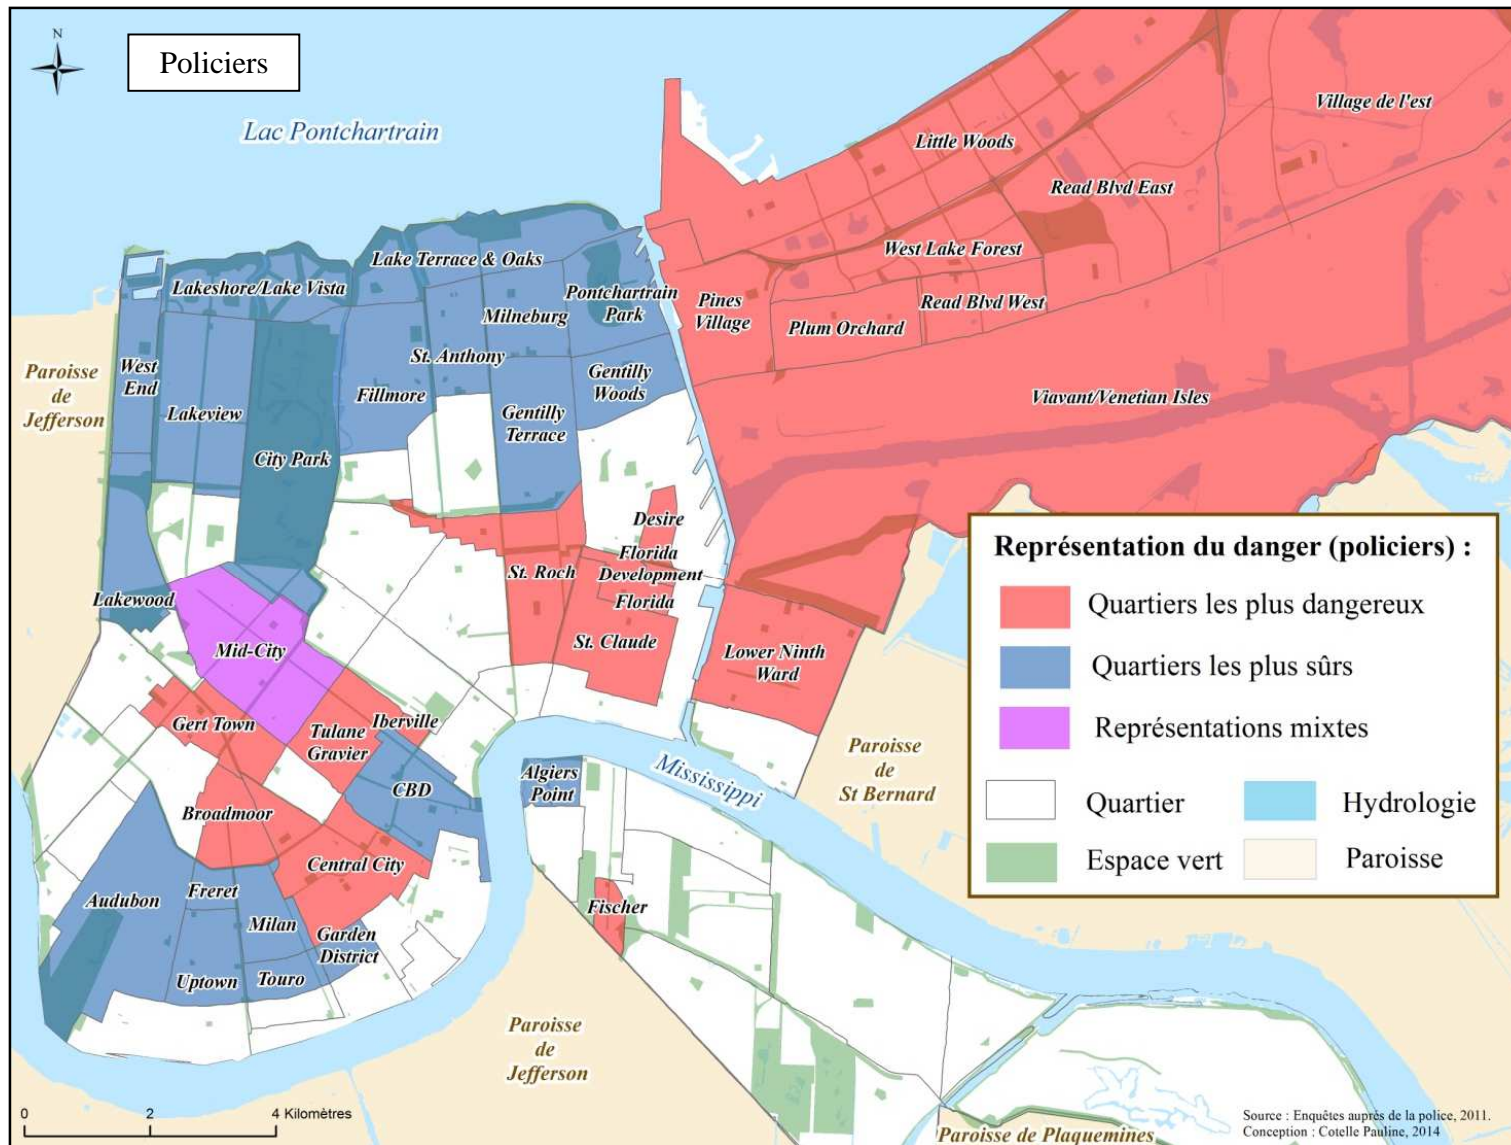 N
Policiers
Lac Pontchartrain
Village de l'est
Little Woods
Read Blvd East
West Lake Forest
Read Blvd West
Pines
Village
Plum Orchard
Viavant/Venetian Isles
Lake Terrace & Oaks
Lakeshore/Lake Vista
Pontchartrain
Park
Milneburg
St. Anthony
West
End
Gentilly
Woods
Fillmore
Lakeview
Gentilly
Terrace
City Park
Paroisse
de
Jefferson
Desire
Florida
Development
St. Roch
Florida
Lakewood
St. Claude
Mid-City
Lower Ninth
Ward
Gert Town
Iberville
Tulane
Gravier
Mississippi
Algiers
Point
CBD
Paroisse
de
St Bernard
Broadmoor
Central City
Freret
Audubon
Milan
Fischer
Garden
District
Uptown
Touro
Paroisse
de
Jefferson
Paroisse de Plaquemines
Représentation du danger (policiers) :
Quartiers les plus dangereux
Quartiers les plus sûrs
Représentations mixtes
Quartier
Hydrologie
Espace vert
Paroisse
0 2 4 Kilomètres
Source : Enquêtes auprès de la police, 2011.
Conception : Cotelle Pauline, 2014